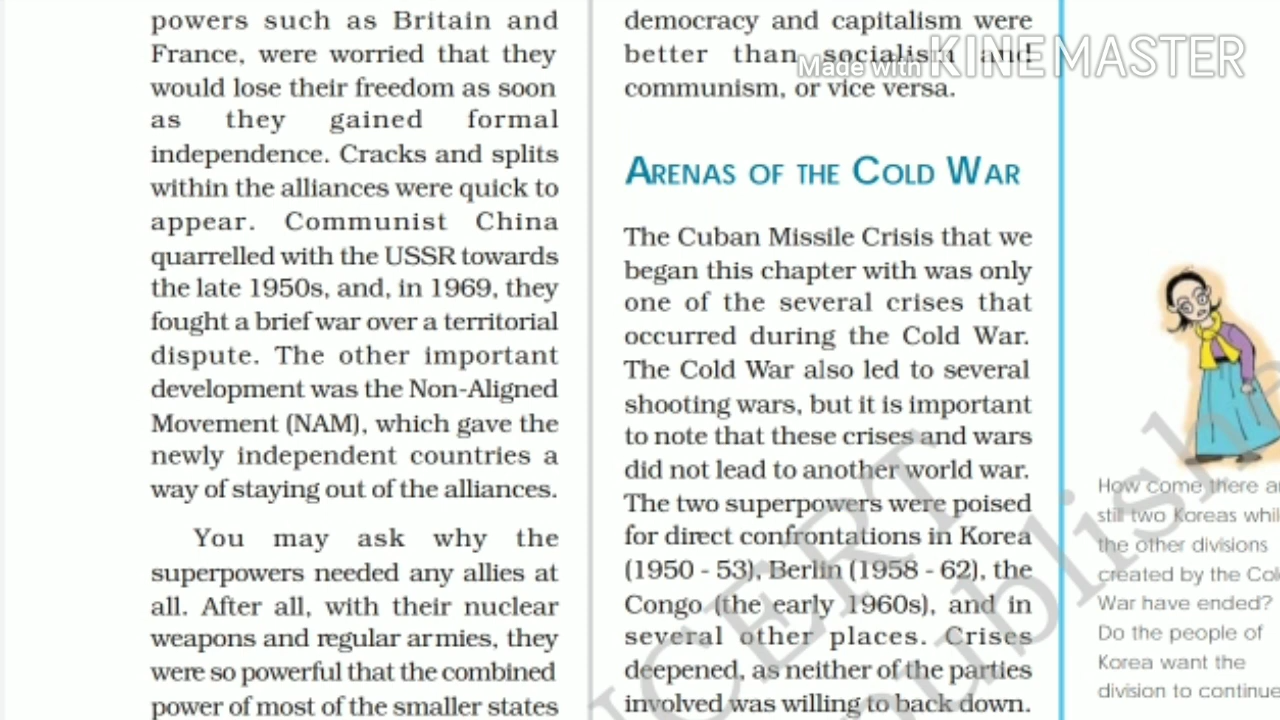 powers such as Britain and
France, were worried that they
would lose their freedom as soon
as they gained formal
independence. Cracks and splits
within the alliances were quick to
appear. Communist China
quarrelled with the USSR towards
the late 1950s, and, in 1969, they
fought a brief war over a territorial
dispute. The other important
development was the Non-Aligned
Movement (NAM), which gave the
newly independent countries a
way of staying out of the alliances.
You may ask why the
superpowers needed any allies at
all. After all, with their nuclear
weapons and regular armies, they
were so powerful that the combined
power of most of the smaller states
democracy and capitalism were
better than socialism and
communism, or vice versa.
ARENAS OF THE COLD WAR
The Cuban Missile Crisis that we
began this chapter with was only
one of the several crises that
occurred during the Cold War.
The Cold War also led to several
shooting wars, but it is important
to note that these crises and wars
did not lead to another world war.
The two superpowers were poised
for direct confrontations in Korea
(1950 - 53), Berlin (1958 - 62), the
Congo (the early 1960s), and in
several other places. Crises
deepened, as neither of the parties
involved was willing to back down.
Made with KINEMASTER
How come there
still two Koreas
the other divisions
created by the
War have ended?
Do the people of
Korea want the
division to continue
NCERT